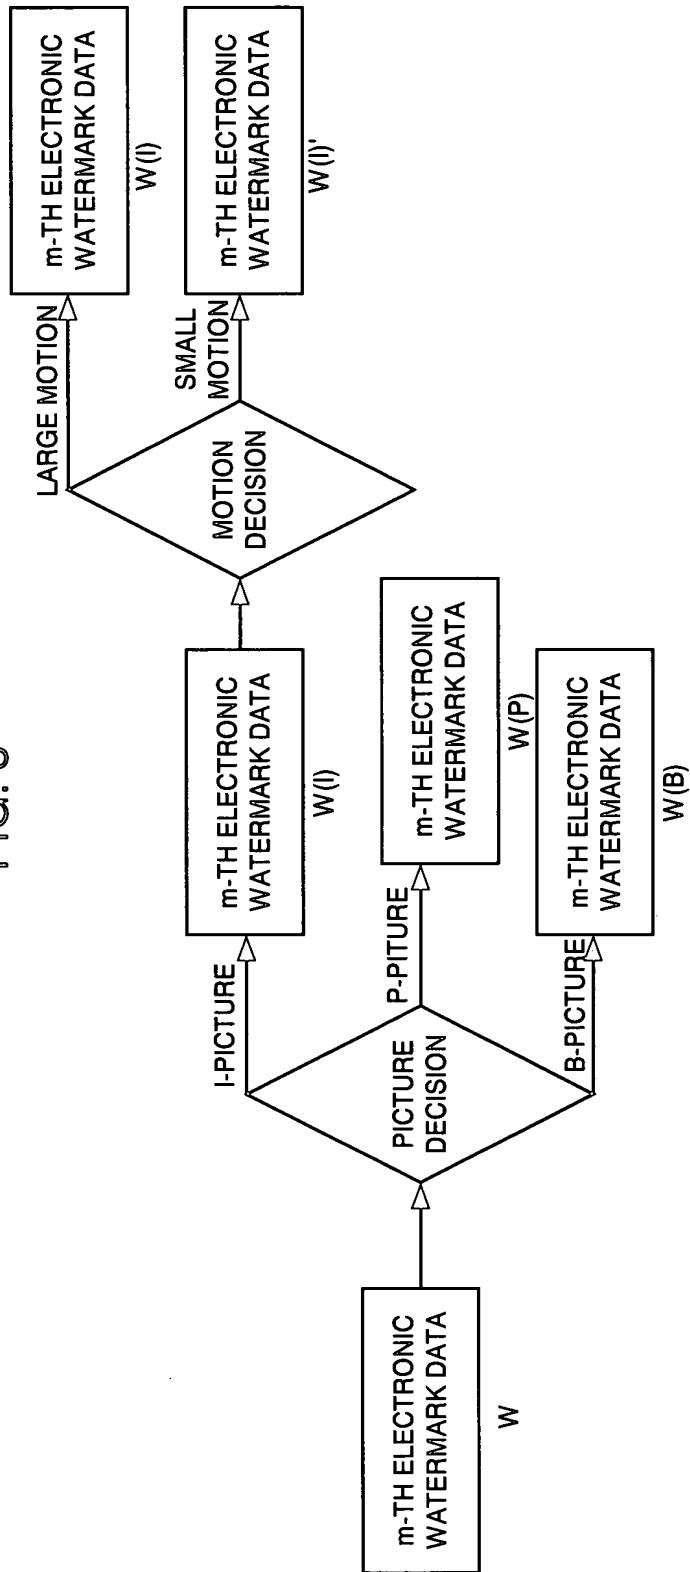 FIG.
m-TH ELECTRONIC
WATERMARK DATA
W
PICTURE
DECISION
I-PICTURE
m-TH ELECTRONIC
WATERMARK DATA
W(I)
P-PITURE
m-TH ELECTRONIC
WATERMARK DATA
W(P)
B-PICTURE
m-TH ELECTRONIC
WATERMARK DATA
W(B)
MOTION
DECISION
LARGE MOTION
m-TH ELECTRONIC
WATERMARK DATA
W(I)
SMALL
MOTION
m-TH ELECTRONIC
WATERMARK DATA
W(I)'